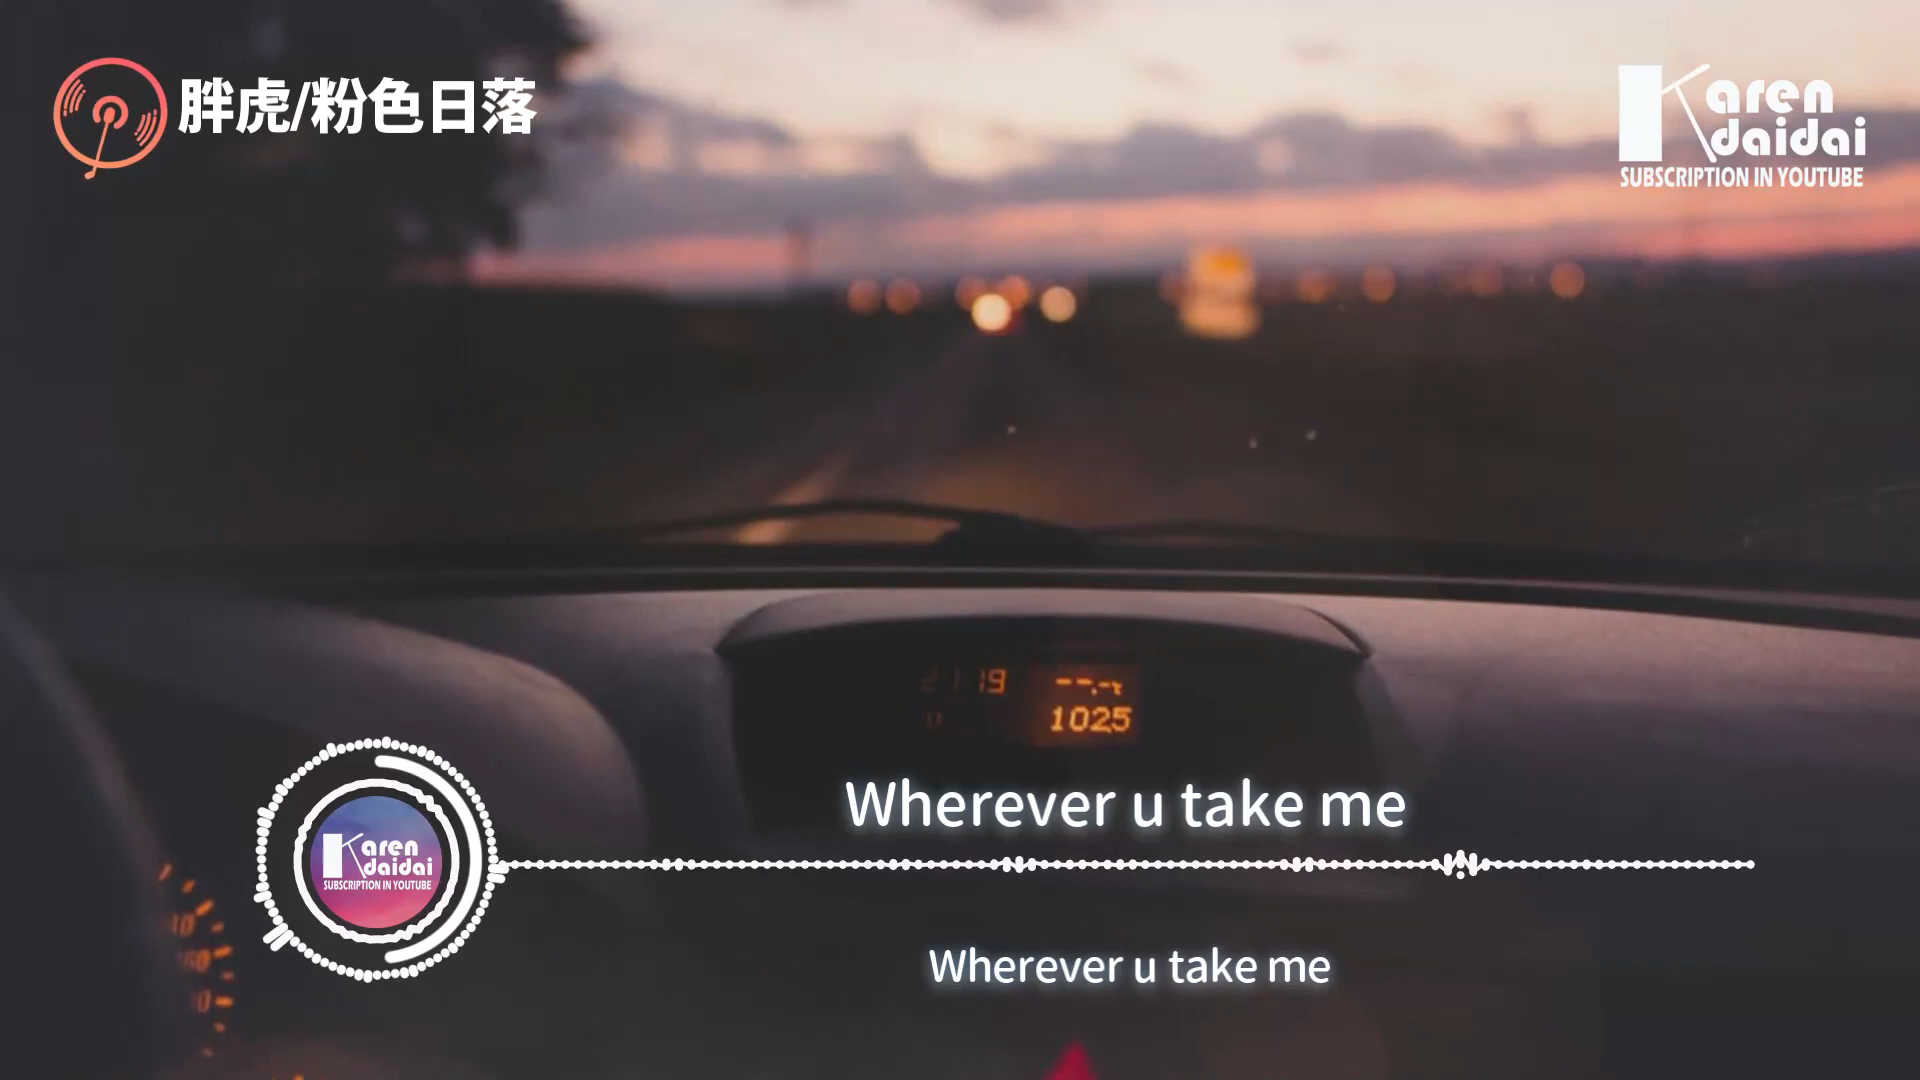 胖虎/粉色日落
Karen
daidai
SUBSCRIPTION IN YOUTUBE
19
--.-
1025
Wherever u take me
Karen
daidai
SUBSCRIPTION IN YOUTUBE
Wherever u take me